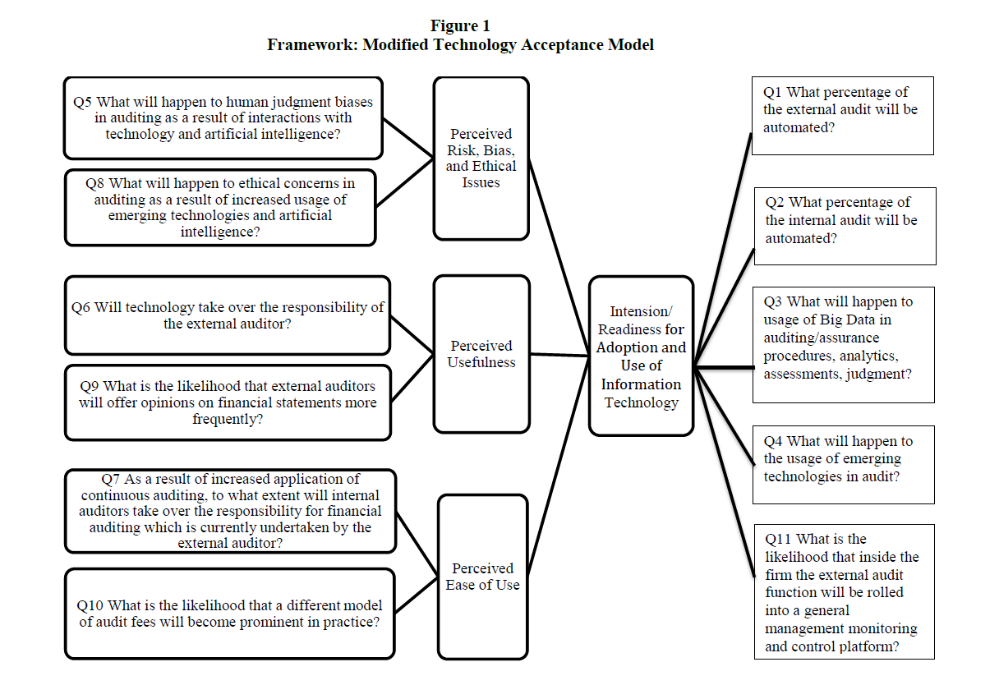 Figure 1
Framework: Modified Technology Acceptance Model
Q5 What will happen to human judgment biases
in auditing as a result of interactions with
technology and artificial intelligence?
Q8 What will happen to ethical concerns in
auditing as a result of increased usage of
emerging technologies and artificial
intelligence?
Perceived
Risk, Bias,
and Ethical
Issues
Q6 Will technology take over the responsibility of
the external auditor?
Q9 What is the likelihood that external auditors
will offer opinions on financial statements more
frequently?
Perceived
Usefulness
Q7 As a result of increased application of
continuous auditing, to what extent will internal
auditors take over the responsibility for financial
auditing which is currently undertaken by the
external auditor?
Q10 What is the likelihood that a different model
of audit fees will become prominent in practice?
Perceived
Ease of Use
Intension/
Readiness for
Adoption and
Use of
Information
Technology
Q1 What percentage of
the external audit will be
automated?
Q2 What percentage of
the internal audit will be
automated?
Q3 What will happen to
usage of Big Data in
auditing/assurance
procedures, analytics,
assessments, judgment?
Q4 What will happen to
the usage of emerging
technologies in audit?
Q11 What is the
likelihood that inside the
firm the external audit
function will be rolled
into a general
management monitoring
and control platform?